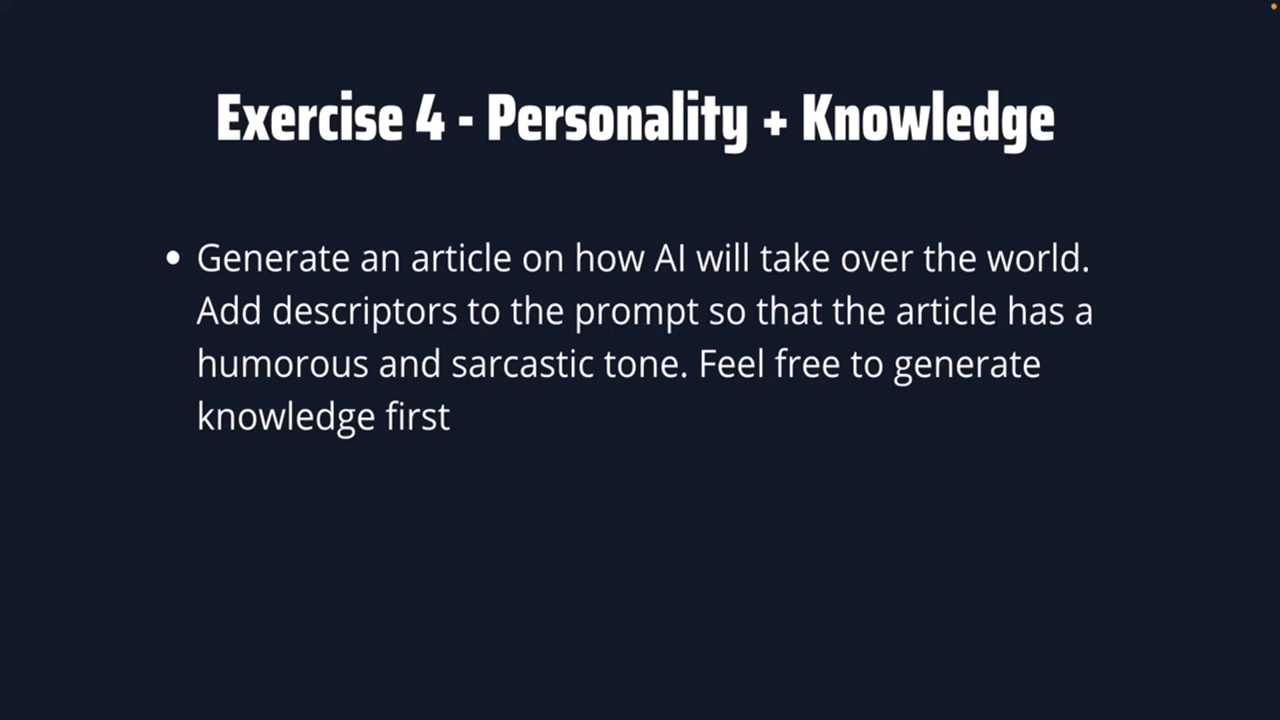 Exercise 4 - Personality + Knowledge
• Generate an article on how AI will take over the world.
Add descriptors to the prompt so that the article has a
humorous and sarcastic tone. Feel free to generate
knowledge first